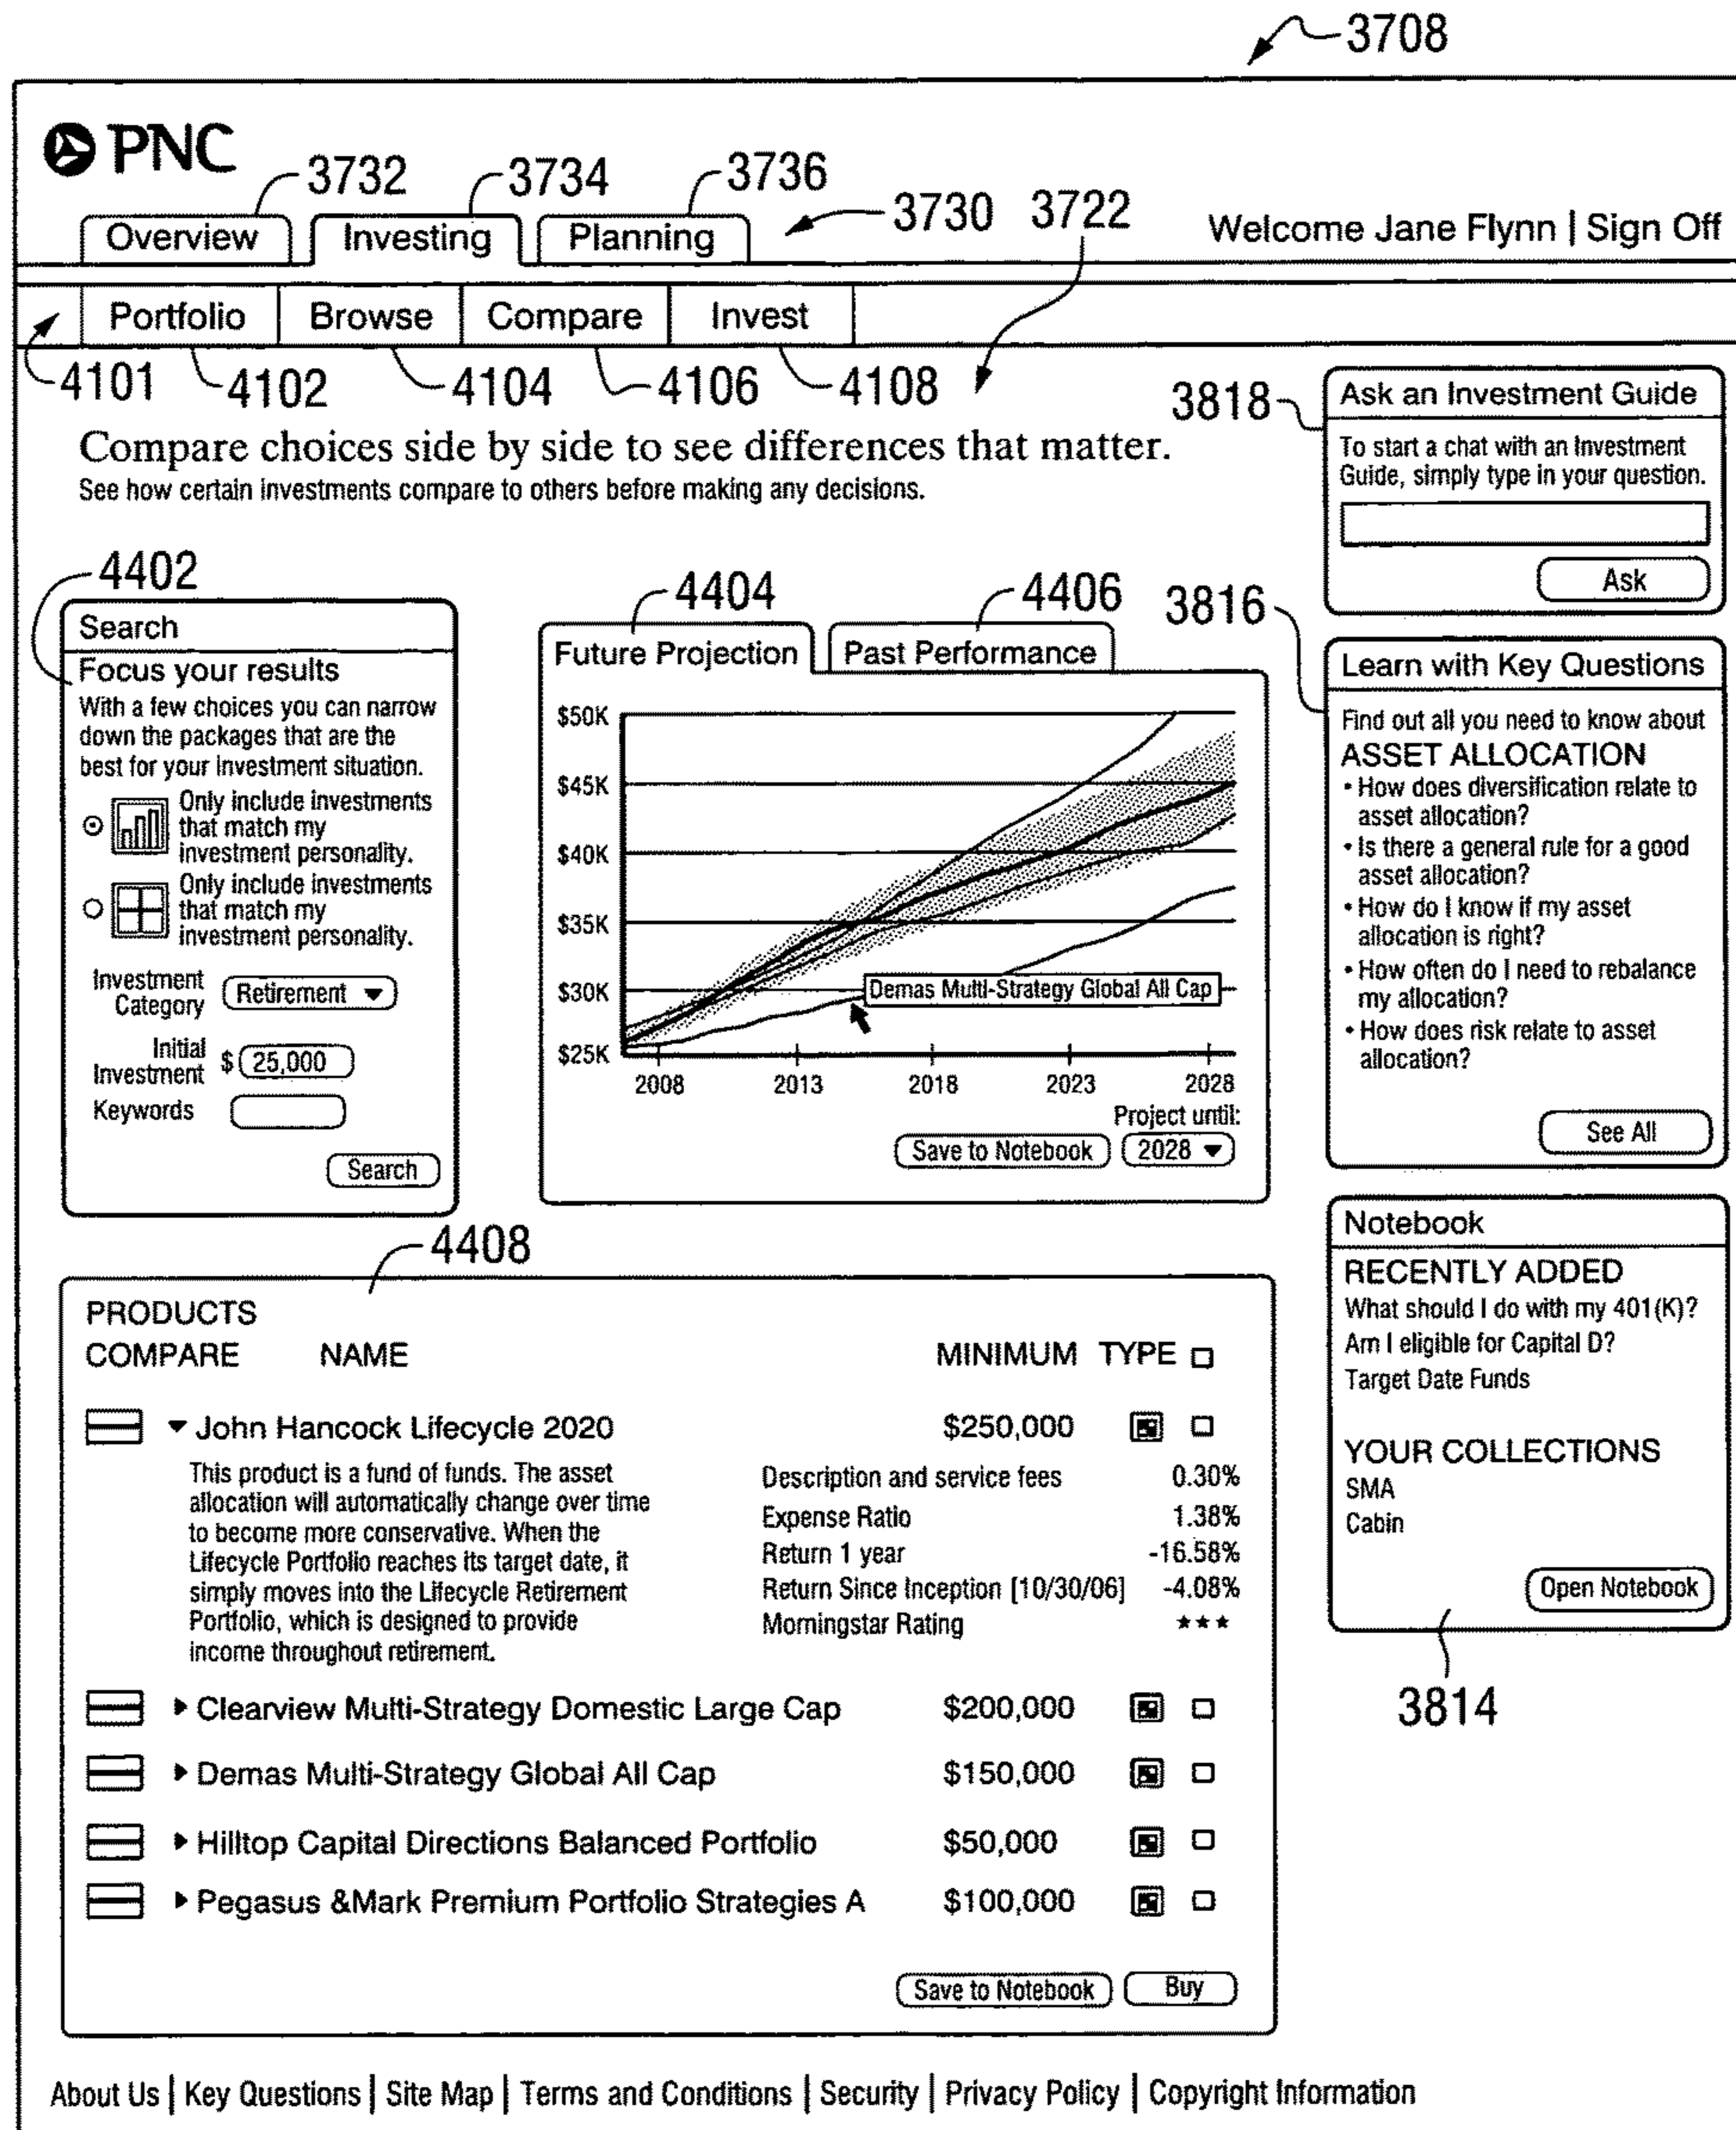 3708
PNC
3732
3734
3736
3730
3722
Overview
Investing
Planning
Welcome Jane Flynn | Sign Off
Portfolio
Browse
Compare
Invest
4101
4102
4104
4106
4108
Compare choices side by side to see differences that matter.
See how certain investments compare to others before making any decisions.
3818
Ask an Investment Guide
To start a chat with an Investment
Guide, simply type in your question.
Ask
4402
Search
Focus your results
With a few choices you can narrow
down the packages that are the
best for your investment situation.
Only include investments
that match my
investment personality.
Only include investments
that match my
investment personality.
Investment
Category
Retirement
Initial
Investment
$ 25,000
Keywords
Search
4404
4406
Future Projection
Past Performance
$50K
$45K
$40K
$35K
$30K
$25K
Demas Multi-Strategy Global All Cap
2008
2013
2018
2023
2028
Project until:
Save to Notebook
2028
3816
Learn with Key Questions
Find out all you need to know about
ASSET ALLOCATION
• How does diversification relate to
asset allocation?
• Is there a general rule for a good
asset allocation?
• How do I know if my asset
allocation is right?
• How often do I need to rebalance
my allocation?
• How does risk relate to asset
allocation?
See All
Notebook
RECENTLY ADDED
What should I do with my 401(K)?
Am I eligible for Capital D?
Target Date Funds
YOUR COLLECTIONS
SMA
Cabin
Open Notebook
3814
4408
PRODUCTS
COMPARE NAME MINIMUM TYPE
John Hancock Lifecycle 2020 $250,000
This product is a fund of funds. The asset
allocation will automatically change over time
to become more conservative. When the
Lifecycle Portfolio reaches its target date, it
simply moves into the Lifecycle Retirement
Portfolio, which is designed to provide
income throughout retirement.
Description and service fees 0.30%
Expense Ratio 1.38%
Return 1 year -16.58%
Return Since Inception [10/30/06] -4.08%
Morningstar Rating ★★★
Clearview Multi-Strategy Domestic Large Cap $200,000
Demas Multi-Strategy Global All Cap $150,000
Hilltop Capital Directions Balanced Portfolio $50,000
Pegasus &Mark Premium Portfolio Strategies A $100,000
Save to Notebook
Buy
About Us | Key Questions | Site Map | Terms and Conditions | Security | Privacy Policy | Copyright Information